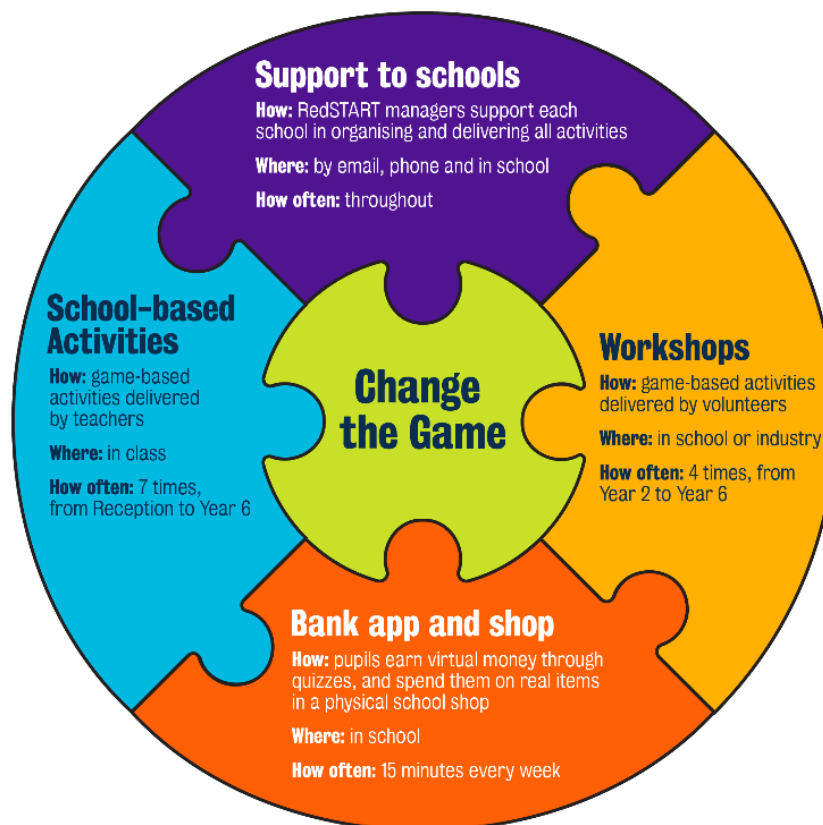 Support to schools
How: RedSTART managers support each
school in organising and delivering all activities
Where: by email, phone and in school
How often: throughout
School-based
Activities
How: game-based
activities delivered
by teachers
Where: in class
How often: 7 times,
from Reception to Year 6
Change
the Game
Workshops
How: game-based activities
delivered by volunteers
Where: in school or industry
How often: 4 times, from
Year 2 to Year 6
Bank app and shop
How: pupils earn virtual money through
quizzes, and spend them on real items
in a physical school shop
Where: in school
How often: 15 minutes every week